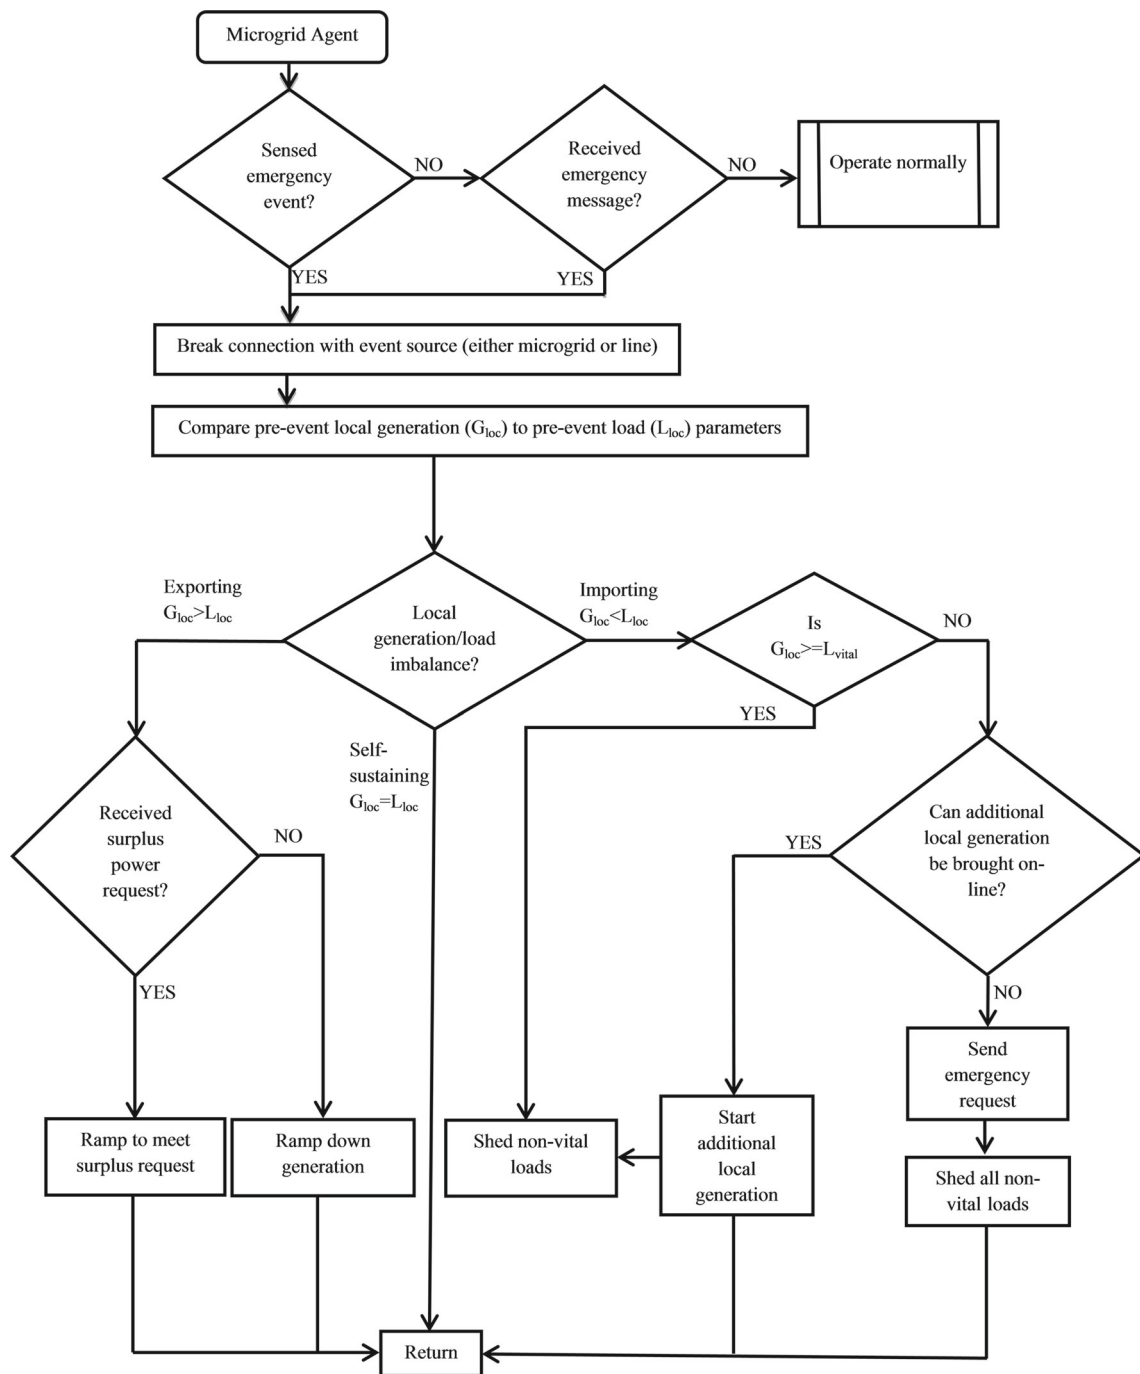 Microgrid Agent
Sensed
emergency
event?
NO
Received
emergency
message?
NO
Operate normally
YES
YES
Break connection with event source (either microgrid or line)
Compare pre-event local generation (Gloc) to pre-event load (Lloc) parameters
Exporting
Gloc>Lloc
Local
generation/load
imbalance?
Importing
Gloc<Lloc
Is
Gloc>=Lvital
NO
YES
Self-
sustaining
Gloc=Lloc
Received
surplus
power
request?
NO
YES
Can additional
local generation
be brought on-
line?
YES
NO
Send
emergency
request
Ramp to meet
surplus request
Ramp down
generation
Shed non-vital
loads
Start
additional
local
generation
Shed all non-
vital loads
Return